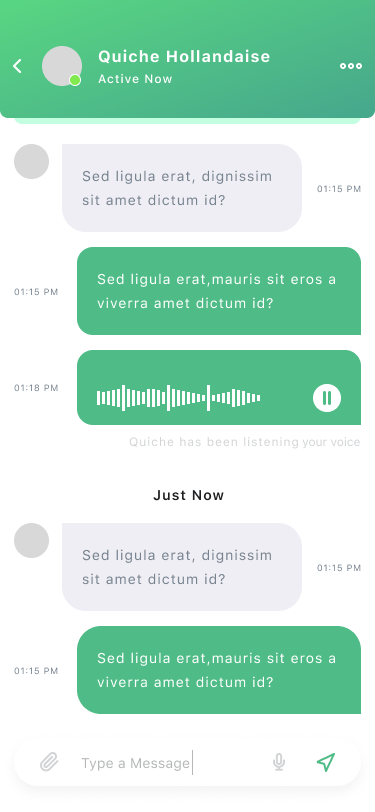 Quiche Hollandaise
Active Now
Sed ligula erat, dignissim
sit amet dictum id?
01:15 PM
Sed ligula erat,mauris sit eros a
viverra amet dictum id?
01:15 PM
01:18 PM
Quiche has been listening your voice
Just Now
Sed ligula erat, dignissim
sit amet dictum id?
01:15 PM
Sed ligula erat,mauris sit eros a
viverra amet dictum id?
01:15 PM
Type a Message